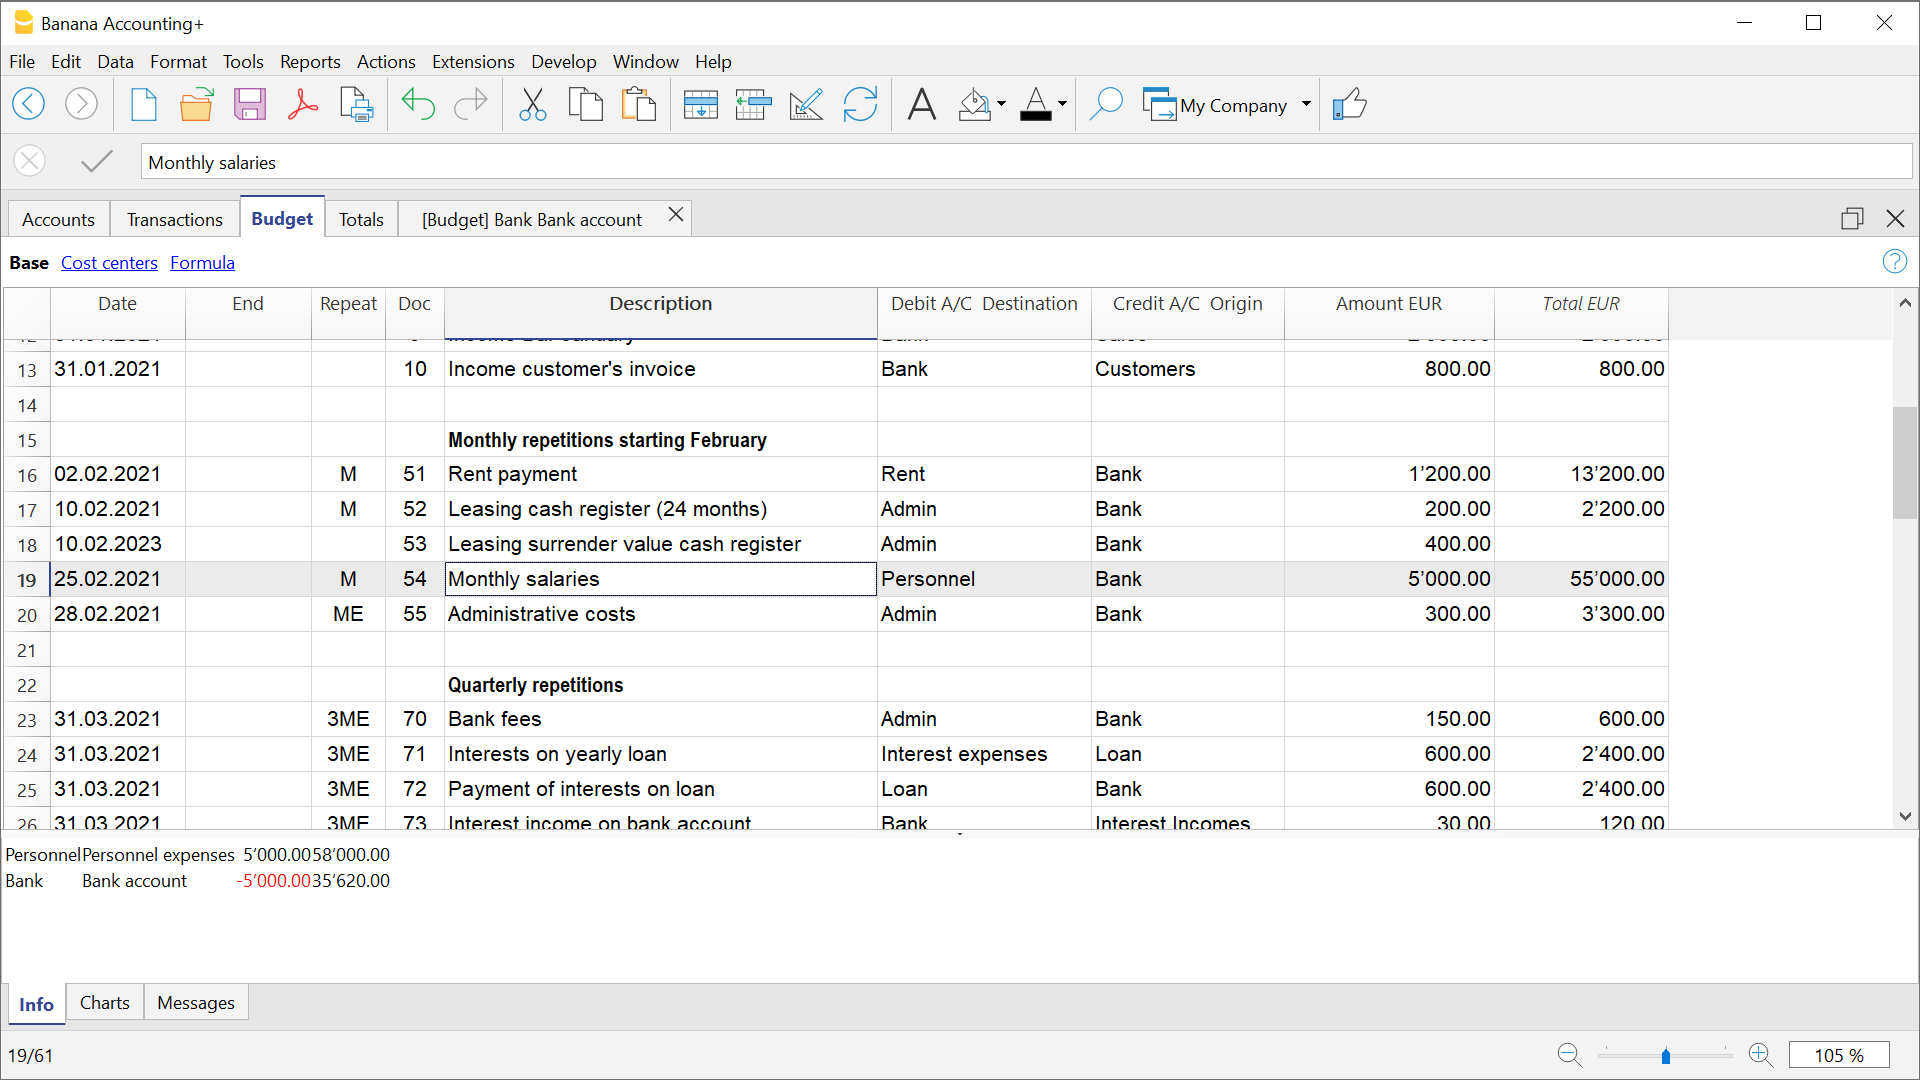 Banana Accounting+
File Edit Data Format Tools Reports Actions Extensions Develop Window Help
My Company
Monthly salaries
Accounts Transactions Budget Totals [Budget] Bank Bank account
Base Cost centers Formula
Date End Repeat Doc Description Debit A/C Destination Credit A/C Origin Amount EUR Total EUR
13 31.01.2021 10 Income customer's invoice Bank Customers 800.00 800.00
14
15 Monthly repetitions starting February
16 02.02.2021 M 51 Rent payment Rent Bank 1’200.00 13’200.00
17 10.02.2021 M 52 Leasing cash register (24 months) Admin Bank 200.00 2’200.00
18 10.02.2023 53 Leasing surrender value cash register Admin Bank 400.00
19 25.02.2021 M 54 Monthly salaries Personnel Bank 5’000.00 55’000.00
20 28.02.2021 ME 55 Administrative costs Admin Bank 300.00 3’300.00
21
22 Quarterly repetitions
23 31.03.2021 3ME 70 Bank fees Admin Bank 150.00 600.00
24 31.03.2021 3ME 71 Interests on yearly loan Interest expenses Loan 600.00 2’400.00
25 31.03.2021 3ME 72 Payment of interests on loan Loan Bank 600.00 2’400.00
26 31.03.2021 3ME 73 Interest income on bank account Bank Interest Incomes 30.00 120.00
Personnel Personnel expenses 5’000.00 58’000.00
Bank Bank account -5’000.00 35’620.00
Info Charts Messages
19/61
105 %